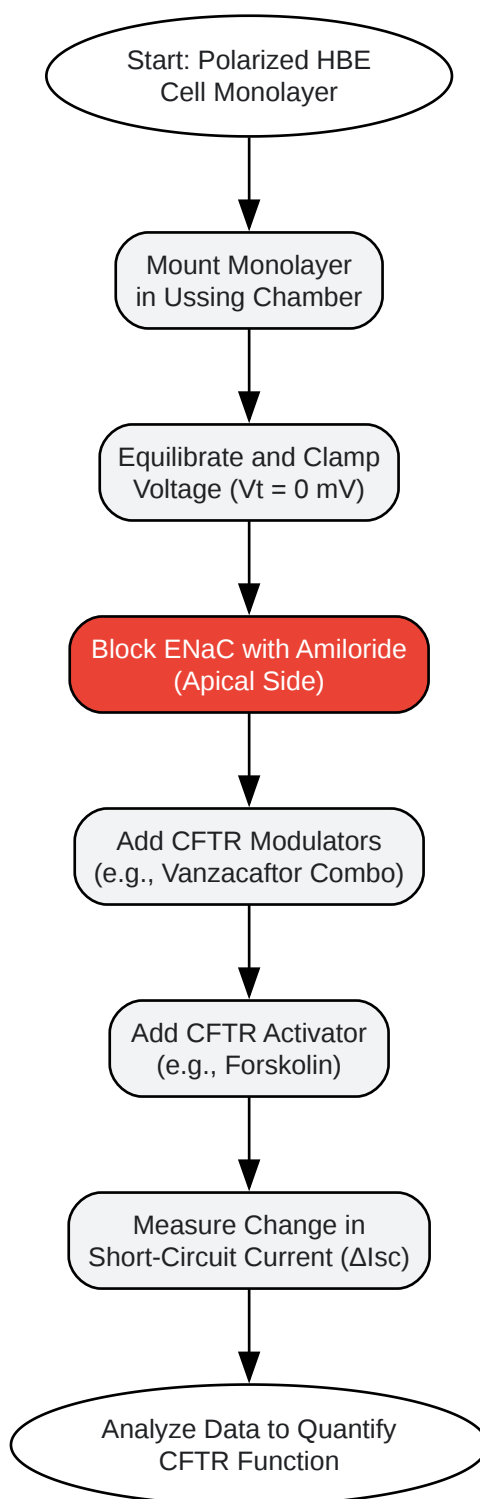 Start: Polarized HBE
Cell Monolayer
Mount Monolayer
in Ussing Chamber
Equilibrate and Clamp
Voltage (Vt = 0 mV)
Block ENaC with Amiloride
(Apical Side)
Add CFTR Modulators
(e.g., Vanzacaftor Combo)
Add CFTR Activator
(e.g., Forskolin)
Measure Change in
Short-Circuit Current (ΔIsc)
Analyze Data to Quantify
CFTR Function